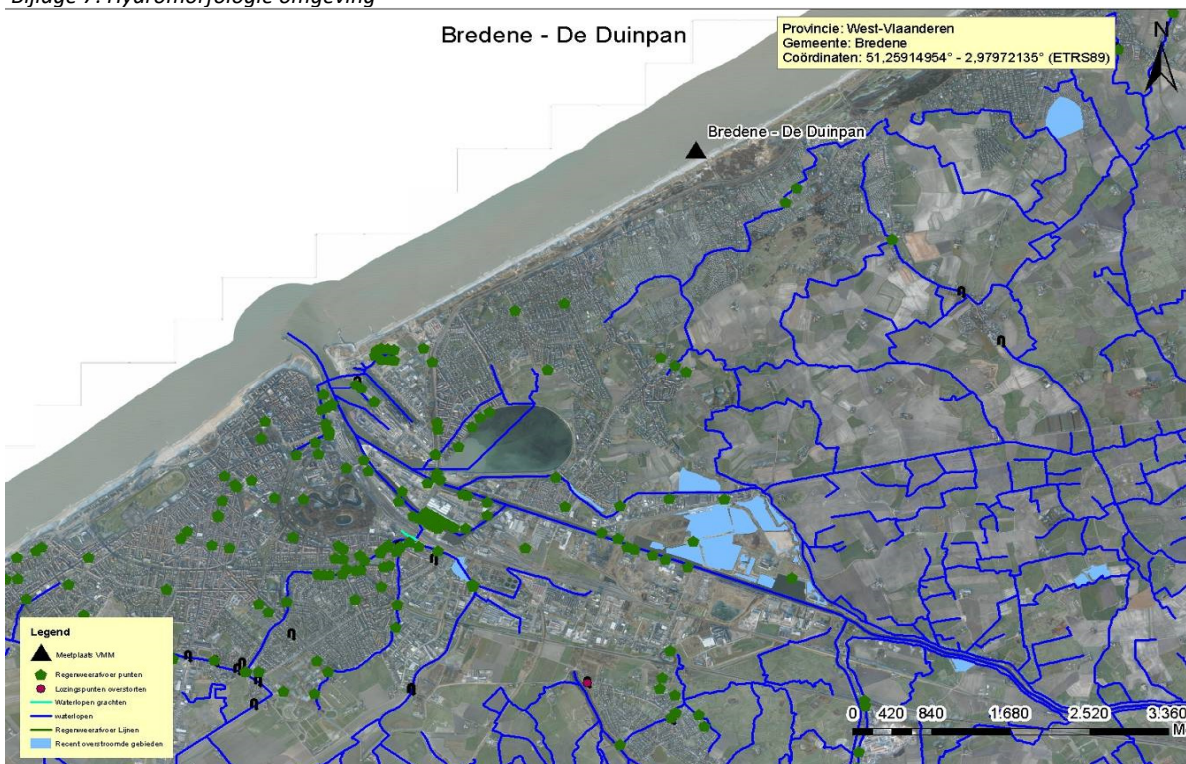 Bijlage 7: Hydromorfologie omgeving
Bredene - De Duinpan
Provincie: West-Vlaanderen
Gemeente: Bredene
Coördinaten: 51,25914954° - 2,97972135° (ETRS89)
N
Bredene - De Duinpan
Legend
Meetplaats VMM
Regenweerafvoer punten
Lozingspunten overstorten
Waterlopen grachten
waterlopen
Regenweerafvoer Lijnen
Recent overstroomde gebieden
0 420 840 1.680 2.520 3.360